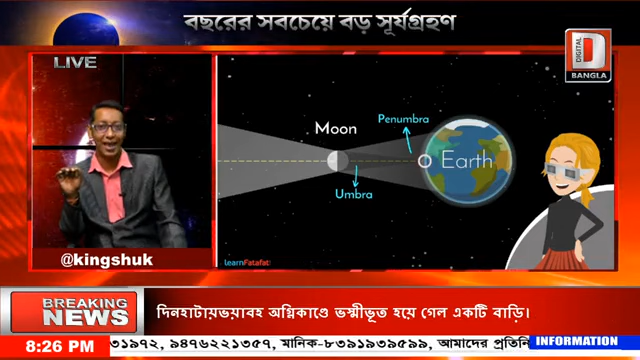 বছরের সবচেয়ে বড় সূর্যগ্রহণ
LIVE
DIGITAL
BANGLA
Moon
Penumbra
Earth
Umbra
learnFatafat
@kingshuk
BREAKING
NEWS
দিনহাটায়ভয়াবহ অগ্নিকাণ্ডে ভস্মীভূত হয়ে গেল একটি বাড়ি।
8:26 PM
৩১৯৭২, ৯৮৭৪৬২২১৩৫৭, মানিক-৮৩৯১৯৩৯৫৯৯, আমাদের প্রতিনি
INFORMATION